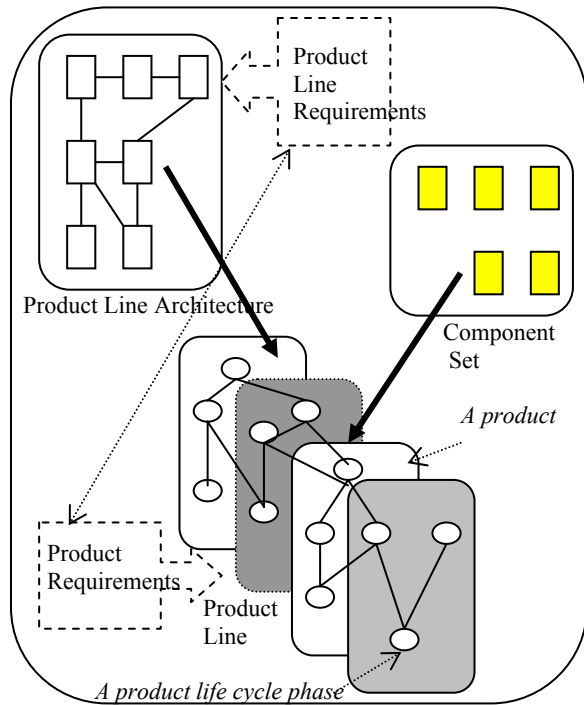 Product
Line
Requirements
Product Line Architecture
Component
Set
A product
Product
Requirements
Product
Line
A product life cycle phase